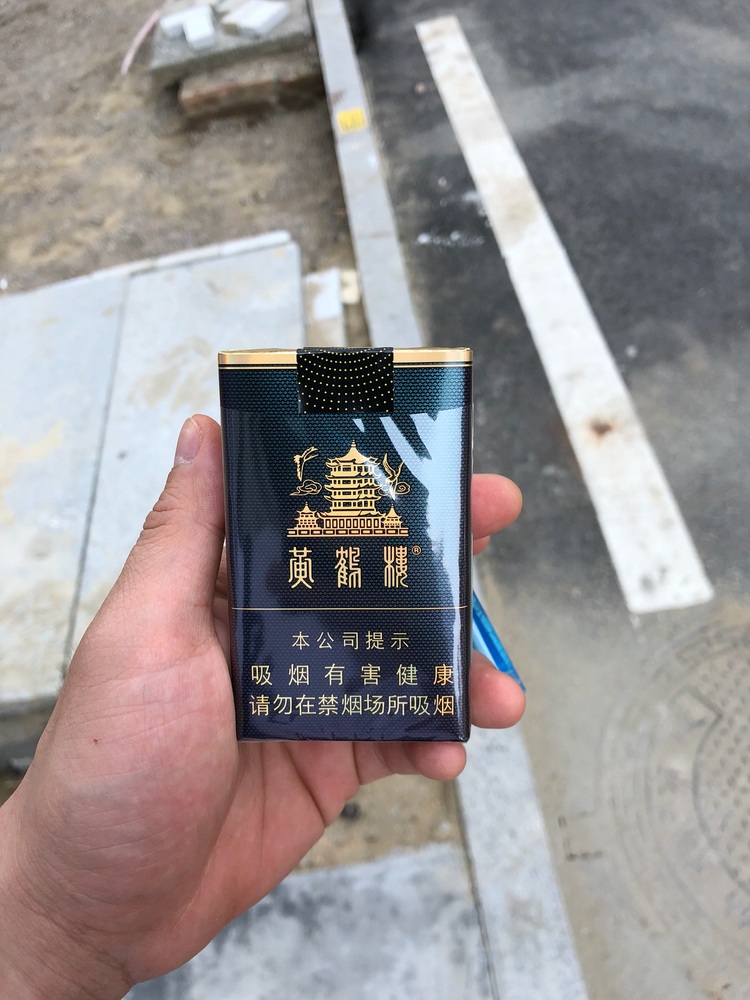 黄鹤楼®
本公司提示
吸烟有害健康
请勿在禁烟场所吸烟